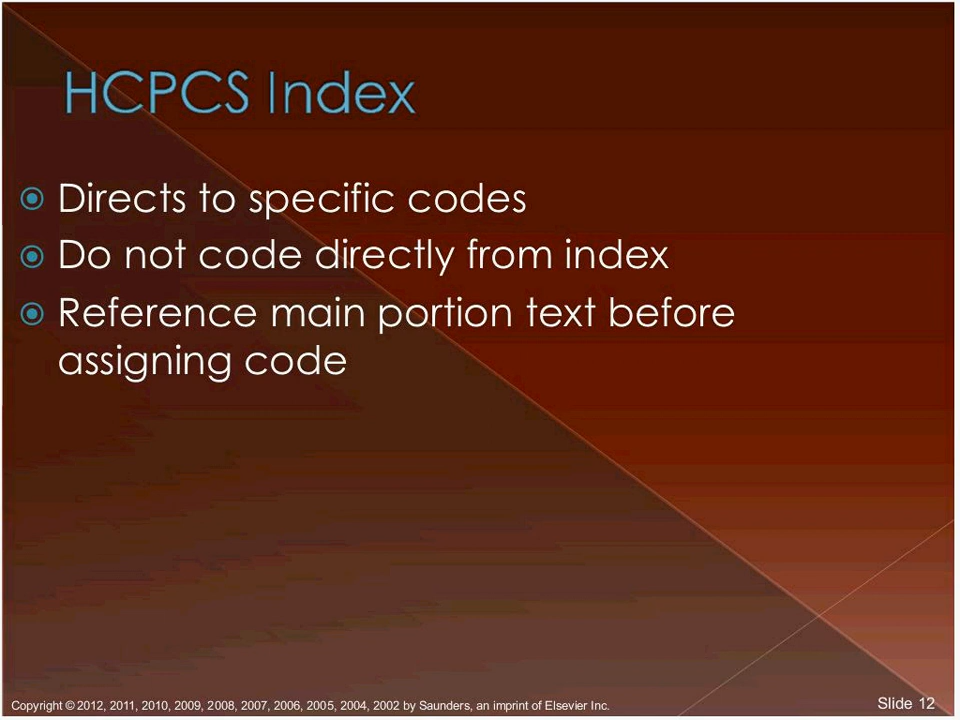 HCPCS Index
Directs to specific codes
Do not code directly from index
Reference main portion text before
assigning code
Copyright © 2012, 2011, 2010, 2009, 2008, 2007, 2006, 2005, 2004, 2002 by Saunders, an imprint of Elsevier Inc.
Slide 12